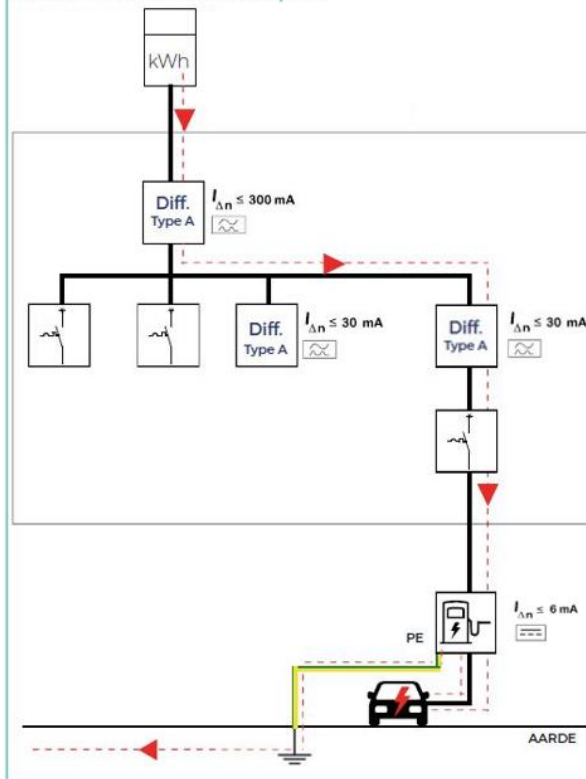 kWh
Diff.
Type A
IΔn ≤ 300 mA
Diff.
Type A
IΔn ≤ 30 mA
Diff.
Type A
IΔn ≤ 30 mA
IΔn ≤ 6 mA
PE
AARDE